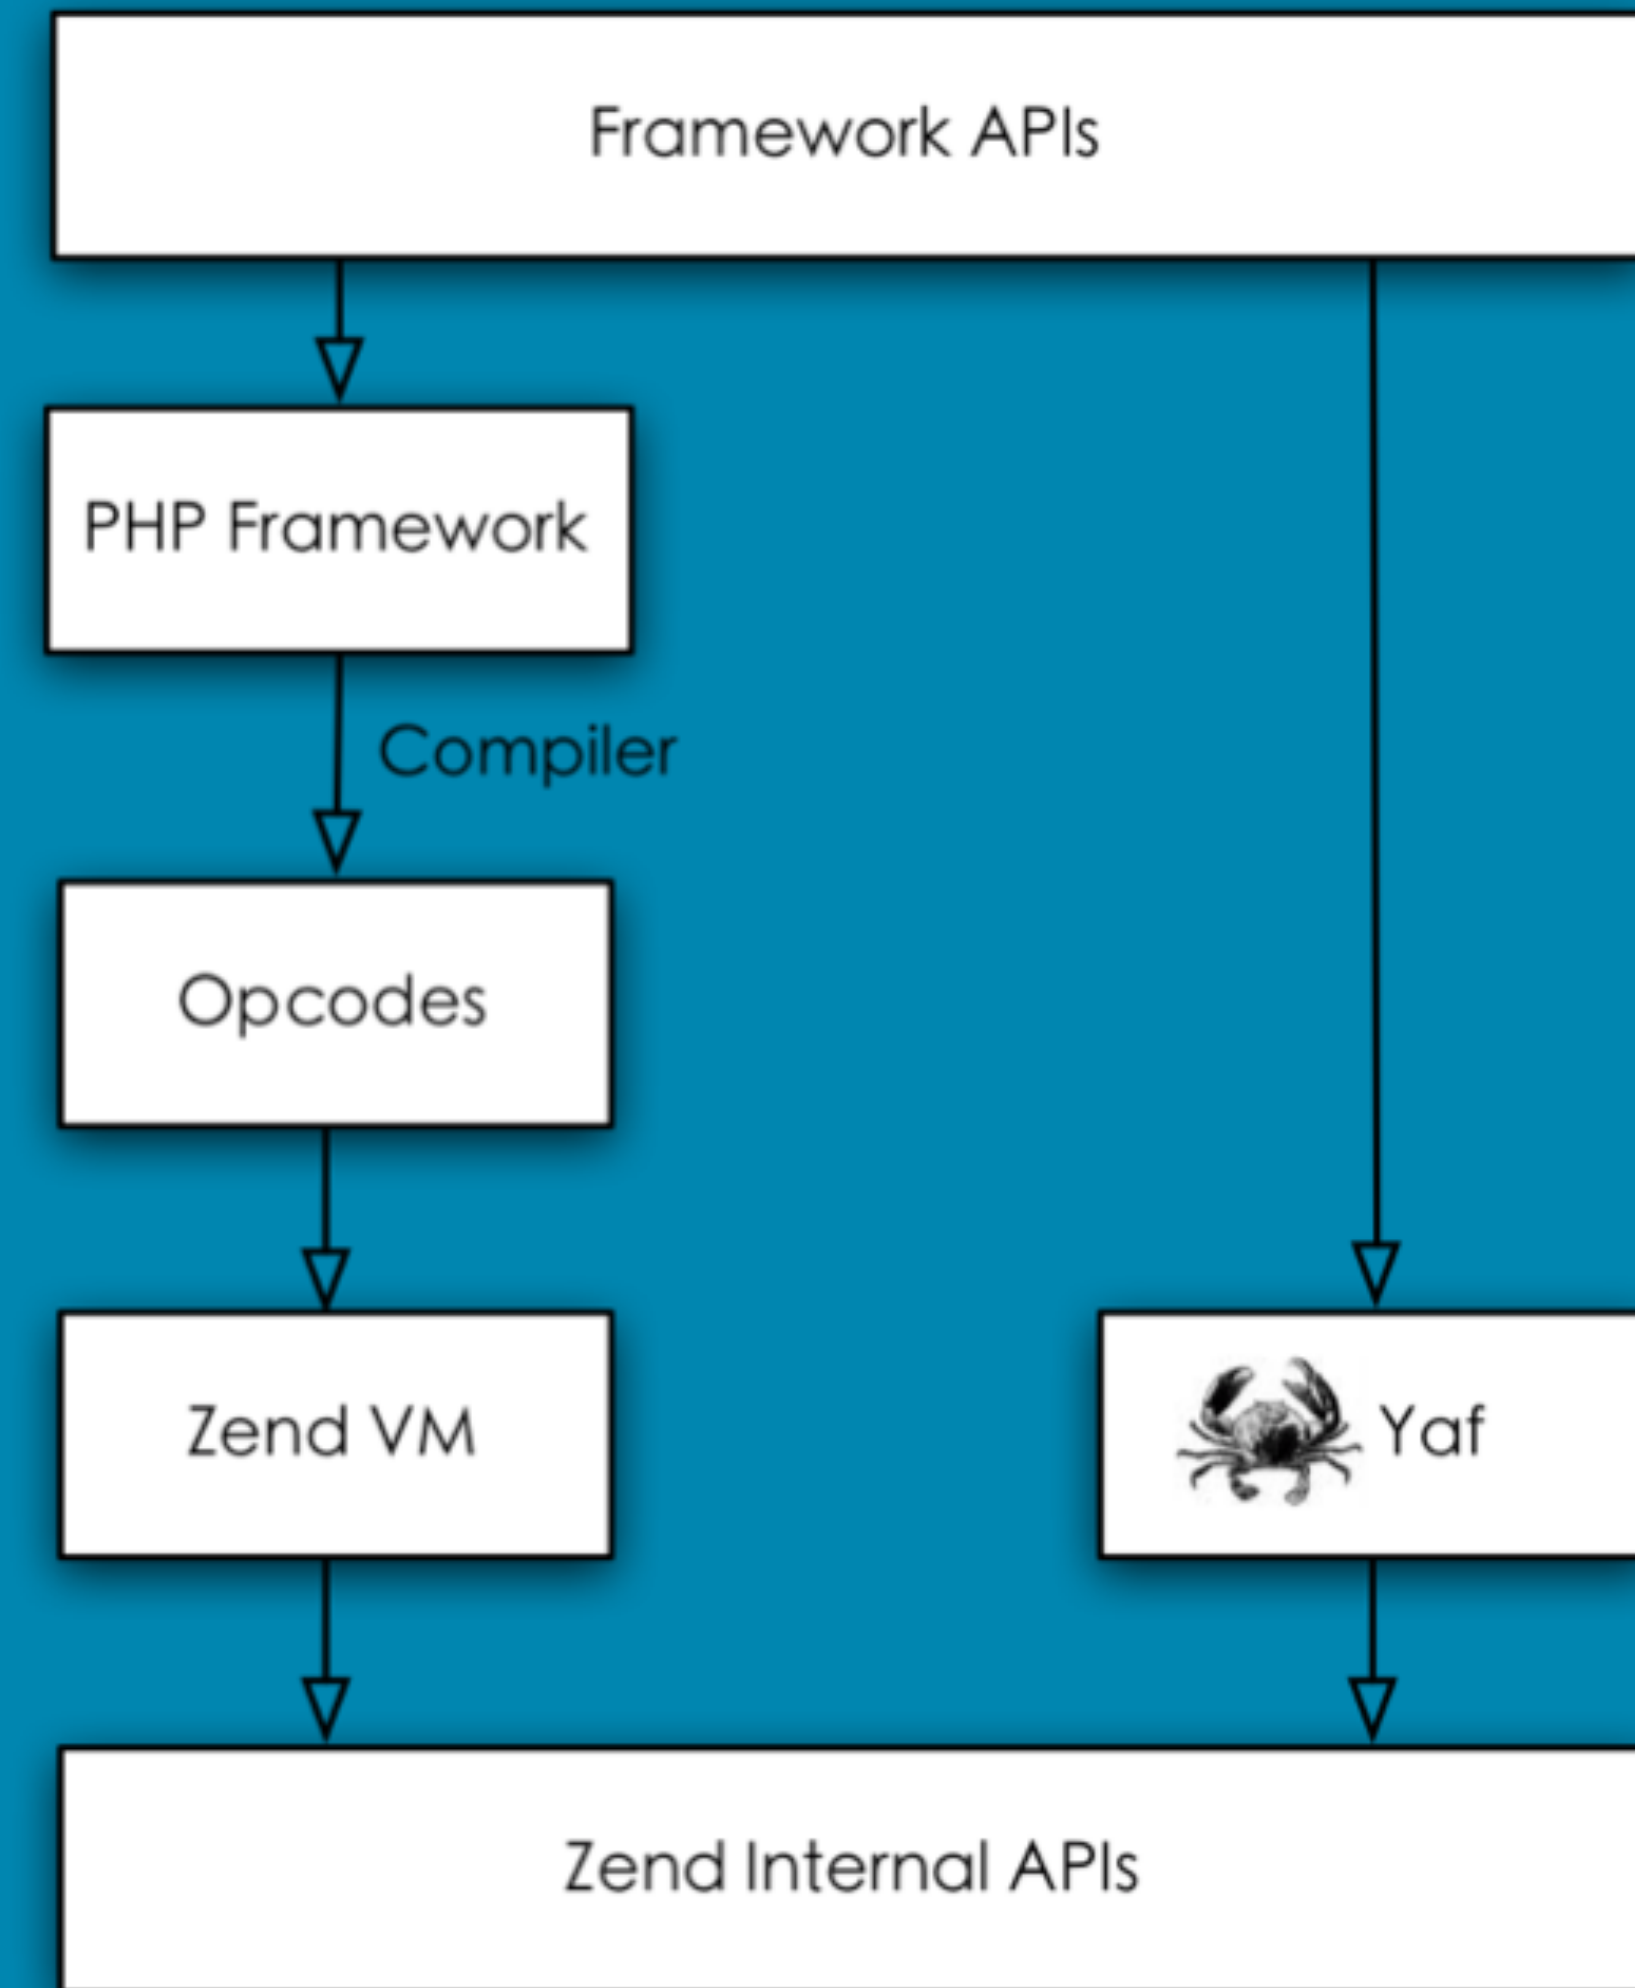 Framework APIs
PHP Framework
Compiler
Opcodes
Zend VM
Yaf
Zend Internal APIs